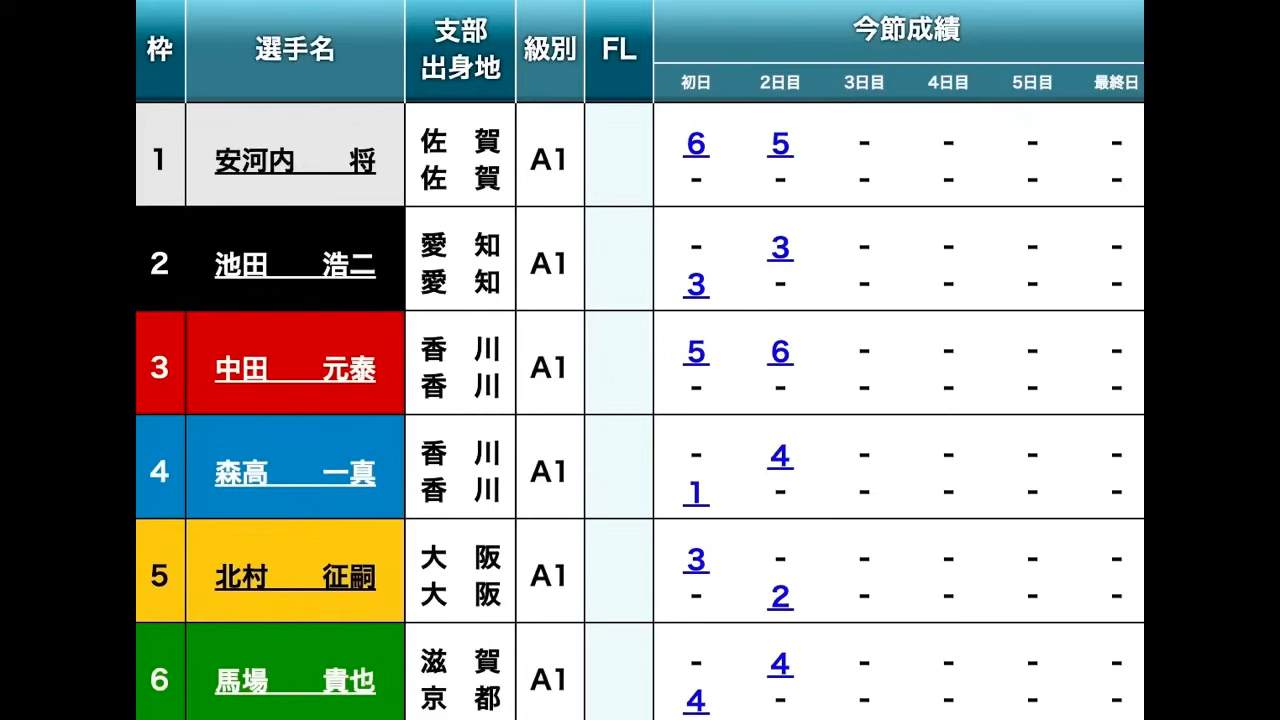 枠 選手名 支部 出身地 級別 FL 今節成績
初日 2日目 3日目 4日目 5日目 最終日
1 安河内 将 佐 賀 A1 6 5 - - - -
佐 賀 - - - - - -
2 池田 浩二 愛 知 A1 - 3 - - - -
愛 知 3 - - - - -
3 中田 元泰 香 川 A1 5 6 - - - -
香 川 - - - - - -
4 森高 一真 香 川 A1 - 4 - - - -
香 川 1 - - - - -
5 北村 征嗣 大 阪 A1 3 - - - - -
大 阪 - 2 - - - -
6 馬場 貴也 滋 賀 A1 - 4 - - - -
京 都 4 - - - - -